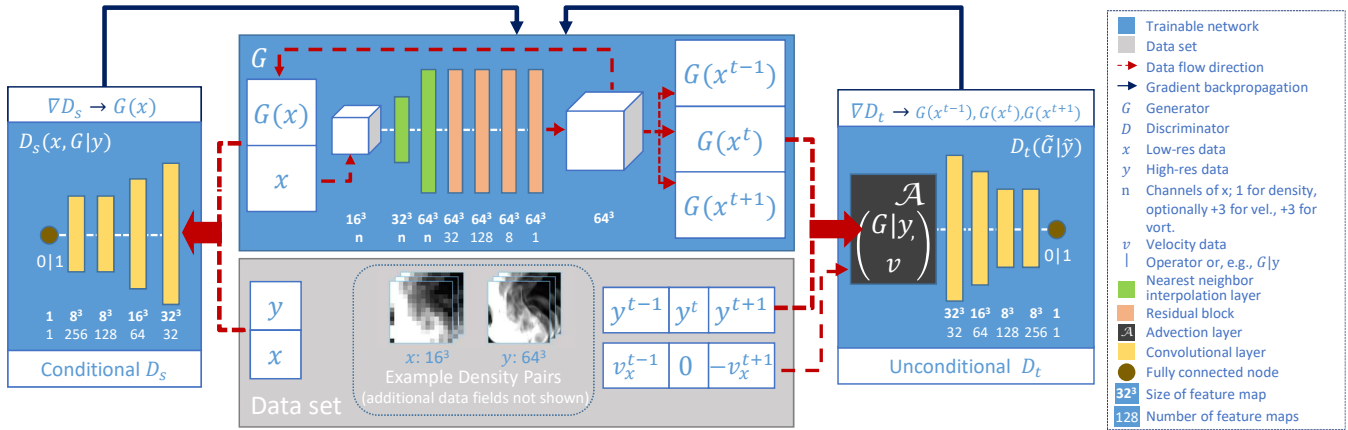 ∇D_s → G(x)
D_s(x, G|y)
0|1
1 8³ 8³ 16³ 32³
1 256 128 64 32
Conditional D_s
G
G(x)
x
16³ 32³ 64³ 64³ 64³ 64³ 64³ 64³
n n n 32 128 8 1
G(x^{t−1})
G(x^t)
G(x^{t+1})
y
x
x: 16³ y: 64³
Example Density Pairs
(additional data fields not shown)
Data set
y^{t−1} y^t y^{t+1}
v_x^{t−1} 0 −v_x^{t+1}
∇D_t → G(x^{t−1}), G(x^t),G(x^{t+1})
D_t(G̃|ỹ)
𝒜
(G|y,
v)
0|1
32³ 16³ 8³ 8³ 1
32 64 128 256 1
Unconditional D_t
Trainable network
Data set
Data flow direction
Gradient backpropagation
G Generator
D Discriminator
x Low-res data
y High-res data
n Channels of x; 1 for density,
optionally +3 for vel., +3 for
vort.
v Velocity data
| Operator or, e.g., G|y
Nearest neighbor
interpolation layer
Residual block
𝒜 Advection layer
Convolutional layer
Fully connected node
32³ Size of feature map
128 Number of feature maps